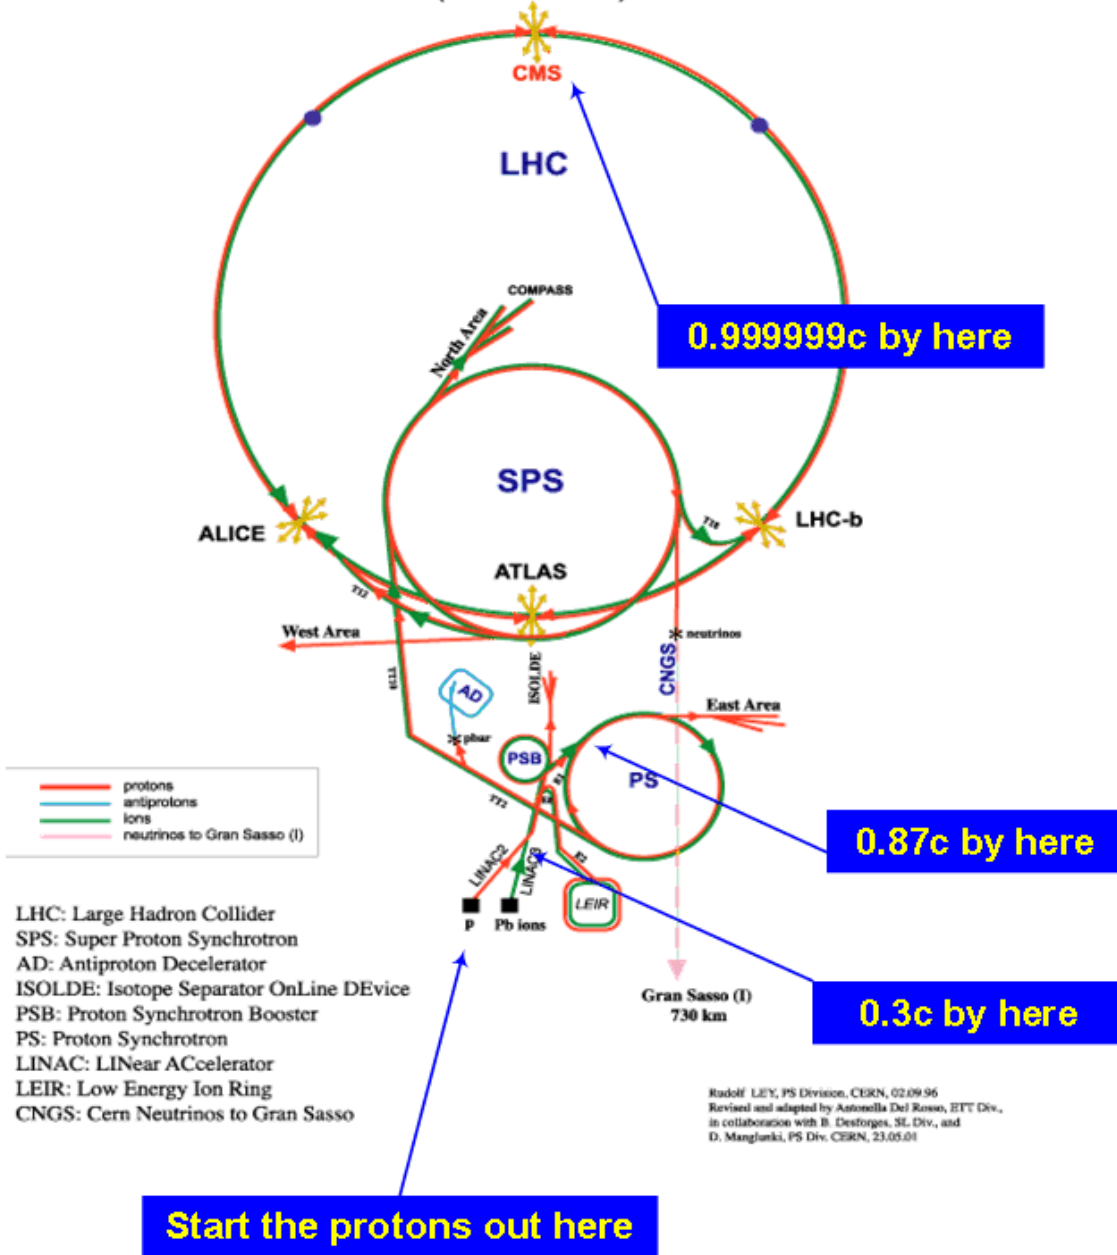 CMS
LHC
COMPASS
North Area
0.999999c by here
SPS
TI8
LHC-b
ALICE
ATLAS
TI2
West Area
neutrinos
ISOLDE
CNGS
TT10
AD
East Area
pbar
PSB
PS
protons
antiprotons
ions
neutrinos to Gran Sasso (I)
TT2
0.87c by here
E2
LINAC2
LINAC3
LEIR
p
Pb ions
LHC: Large Hadron Collider
SPS: Super Proton Synchrotron
AD: Antiproton Decelerator
ISOLDE: Isotope Separator OnLine DEvice
PSB: Proton Synchrotron Booster
PS: Proton Synchrotron
LINAC: LINear ACcelerator
LEIR: Low Energy Ion Ring
CNGS: Cern Neutrinos to Gran Sasso
Gran Sasso (I)
730 km
0.3c by here
Rudolf LEY, PS Division, CERN, 02.09.96
Revised and adapted by Antonella Del Rosso, ETT Div.,
in collaboration with B. Desforges, SL Div., and
D. Manglunki, PS Div. CERN, 23.05.01
Start the protons out here